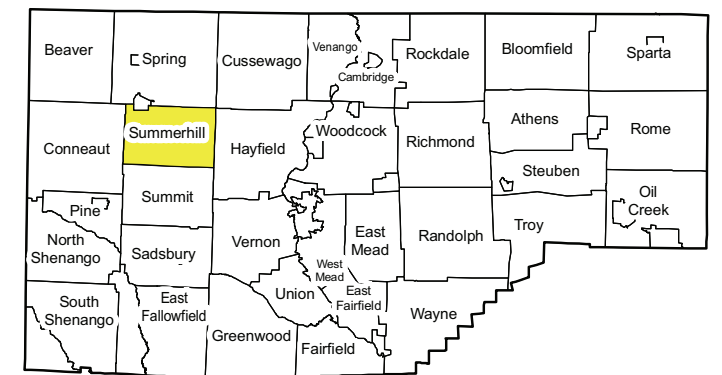 Beaver
Spring
Cussewago
Venango
Cambridge
Rockdale
Bloomfield
Sparta
Conneaut
Summerhill
Hayfield
Woodcock
Richmond
Athens
Rome
Steuben
Summit
Pine
Oil
Creek
North
Shenango
Sadsbury
Vernon
East
Mead
Randolph
Troy
West
Mead
South
Shenango
East
Fallowfield
Union
East
Fairfield
Wayne
Greenwood
Fairfield